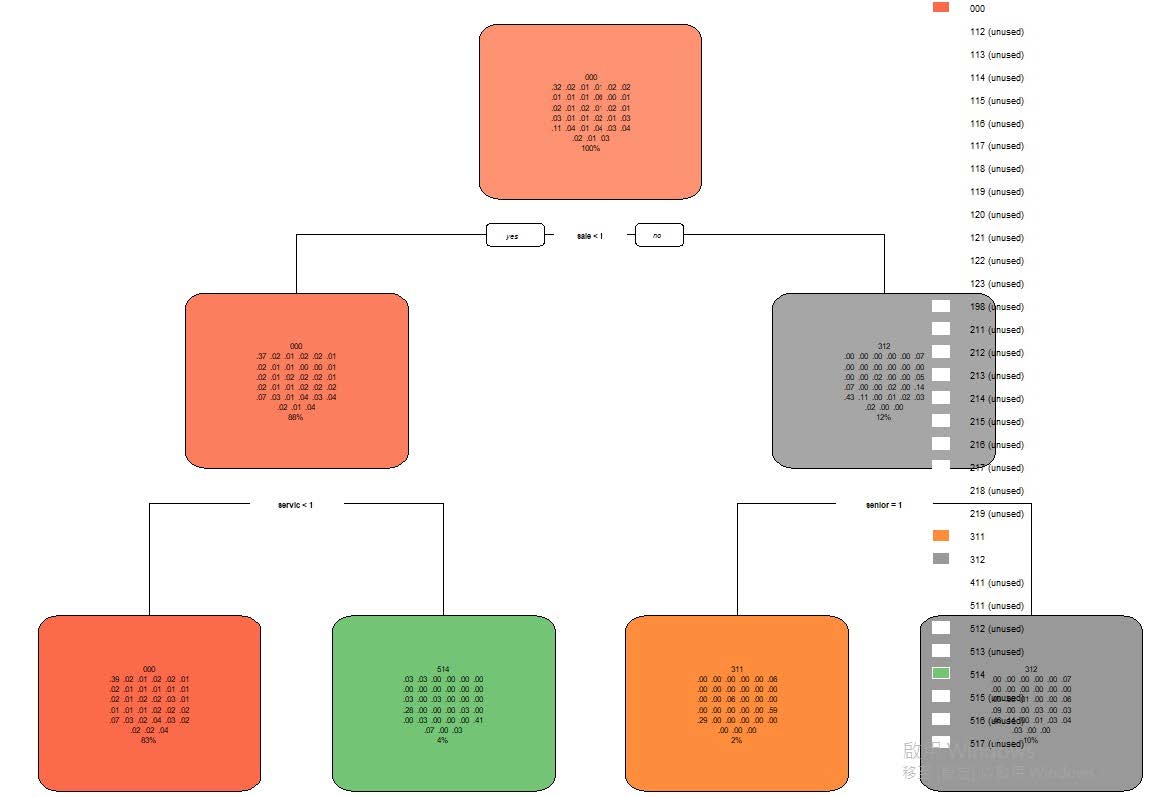 000
.32 .02 .01 .01 .02 .02
.01 .01 .01 .00 .00 .01
.02 .01 .02 .01 .02 .01
.03 .01 .01 .02 .01 .03
.11 .04 .01 .04 .03 .04
.02 .01 .03
100%
yes
sale < 1
no
000
.37 .02 .01 .02 .02 .01
.02 .01 .01 .00 .00 .01
.02 .01 .02 .02 .02 .01
.02 .01 .01 .02 .02 .02
.07 .03 .01 .04 .03 .04
.02 .01 .04
88%
312
.00 .00 .00 .00 .00 .07
.00 .00 .00 .00 .00 .00
.00 .00 .02 .00 .00 .05
.07 .00 .00 .02 .00 .14
.43 .11 .00 .01 .02 .03
.02 .00 .00
12%
servic < 1
senior = 1
000
.39 .02 .01 .02 .02 .01
.02 .01 .01 .01 .01 .01
.02 .01 .02 .02 .03 .01
.01 .01 .01 .02 .02 .02
.07 .03 .02 .04 .03 .02
.02 .02 .04
83%
514
.03 .03 .00 .00 .00 .00
.00 .00 .00 .00 .00 .00
.03 .00 .03 .00 .00 .00
.28 .00 .00 .00 .00 .00
.00 .03 .00 .00 .00 .41
.07 .00 .03
4%
311
.00 .00 .00 .00 .00 .06
.00 .00 .00 .00 .00 .00
.00 .00 .06 .00 .00 .00
.00 .00 .00 .00 .00 .59
.29 .00 .00 .00 .00 .00
.00 .00 .00
2%
312
.00 .00 .00 .00 .00 .07
.00 .00 .00 .00 .00
.01 .00 .00 .06
.09 .00 .00 .03 .00 .03
.00 .01 .03 .04
.03 .00 .00
10%
000
112 (unused)
113 (unused)
114 (unused)
115 (unused)
116 (unused)
117 (unused)
118 (unused)
119 (unused)
120 (unused)
121 (unused)
122 (unused)
123 (unused)
198 (unused)
211 (unused)
212 (unused)
213 (unused)
214 (unused)
215 (unused)
216 (unused)
217 (unused)
218 (unused)
219 (unused)
311
312
411 (unused)
511 (unused)
512 (unused)
513 (unused)
514
515 (unused)
516 (unused)
517 (unused)
啟用 Windows
移至 [設定] 以啟用 Windows